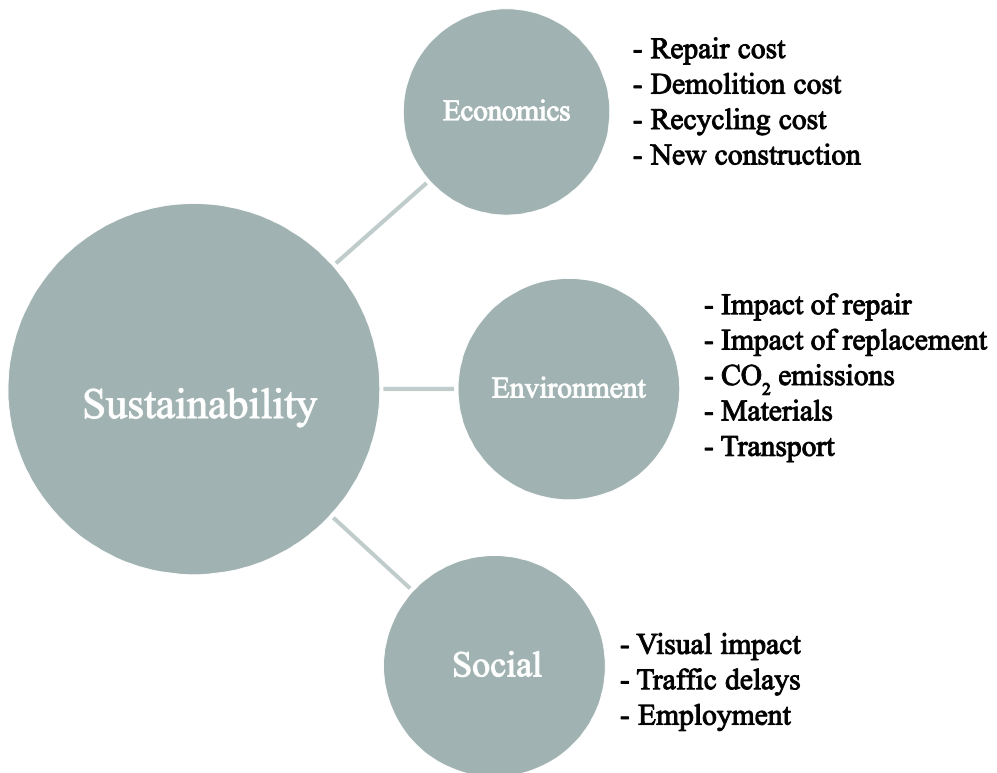 Economics
- Repair cost
- Demolition cost
- Recycling cost
- New construction
Sustainability
Environment
- Impact of repair
- Impact of replacement
- CO₂ emissions
- Materials
- Transport
Social
- Visual impact
- Traffic delays
- Employment